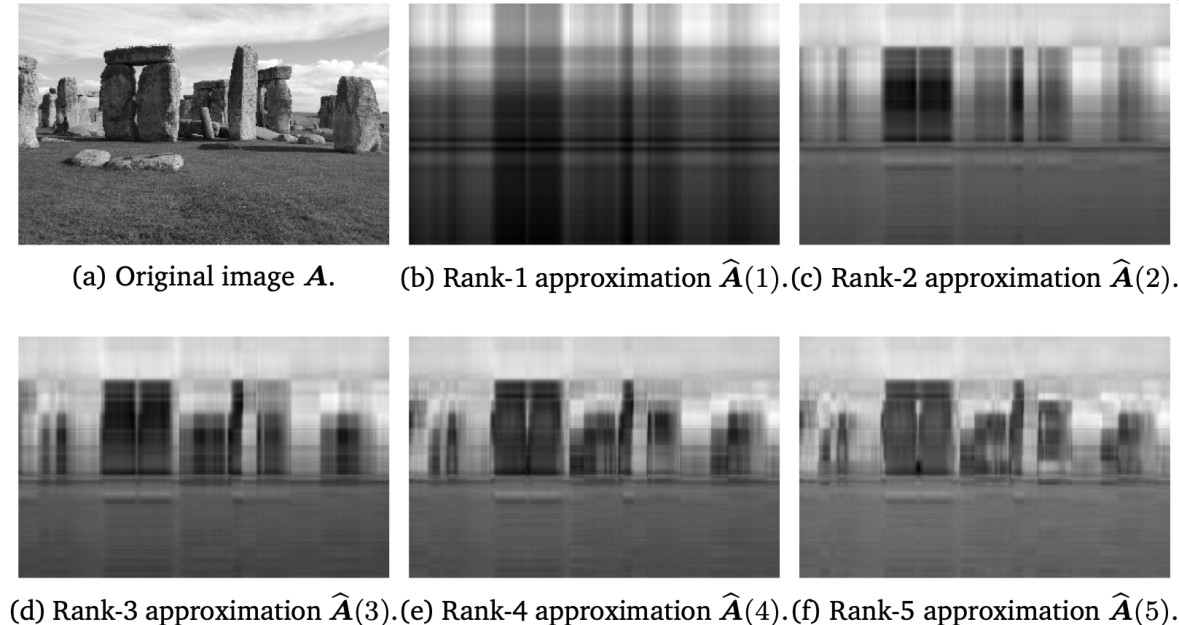 (a) Original image A.
(b) Rank-1 approximation Â(1).
(c) Rank-2 approximation Â(2).
(d) Rank-3 approximation Â(3).
(e) Rank-4 approximation Â(4).
(f) Rank-5 approximation Â(5).